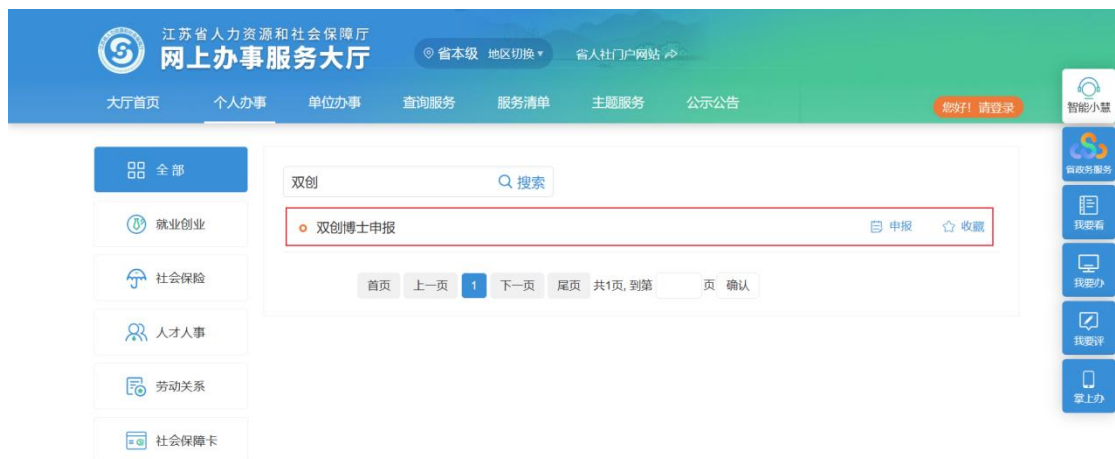 江苏省人力资源和社会保障厅
网上办事服务大厅
省本级 地区切换 省人社门户网站
大厅首页 个人办事 单位办事 查询服务 服务清单 主题服务 公示公告
您好！请登录
智能小慧
省政务服务
我要看
我要办
我要评
掌上办
全部
就业创业
社会保险
人才人事
劳动关系
社会保障卡
双创 搜索
双创博士申报 申报 收藏
首页 上一页 1 下一页 尾页 共1页, 到第 页 确认